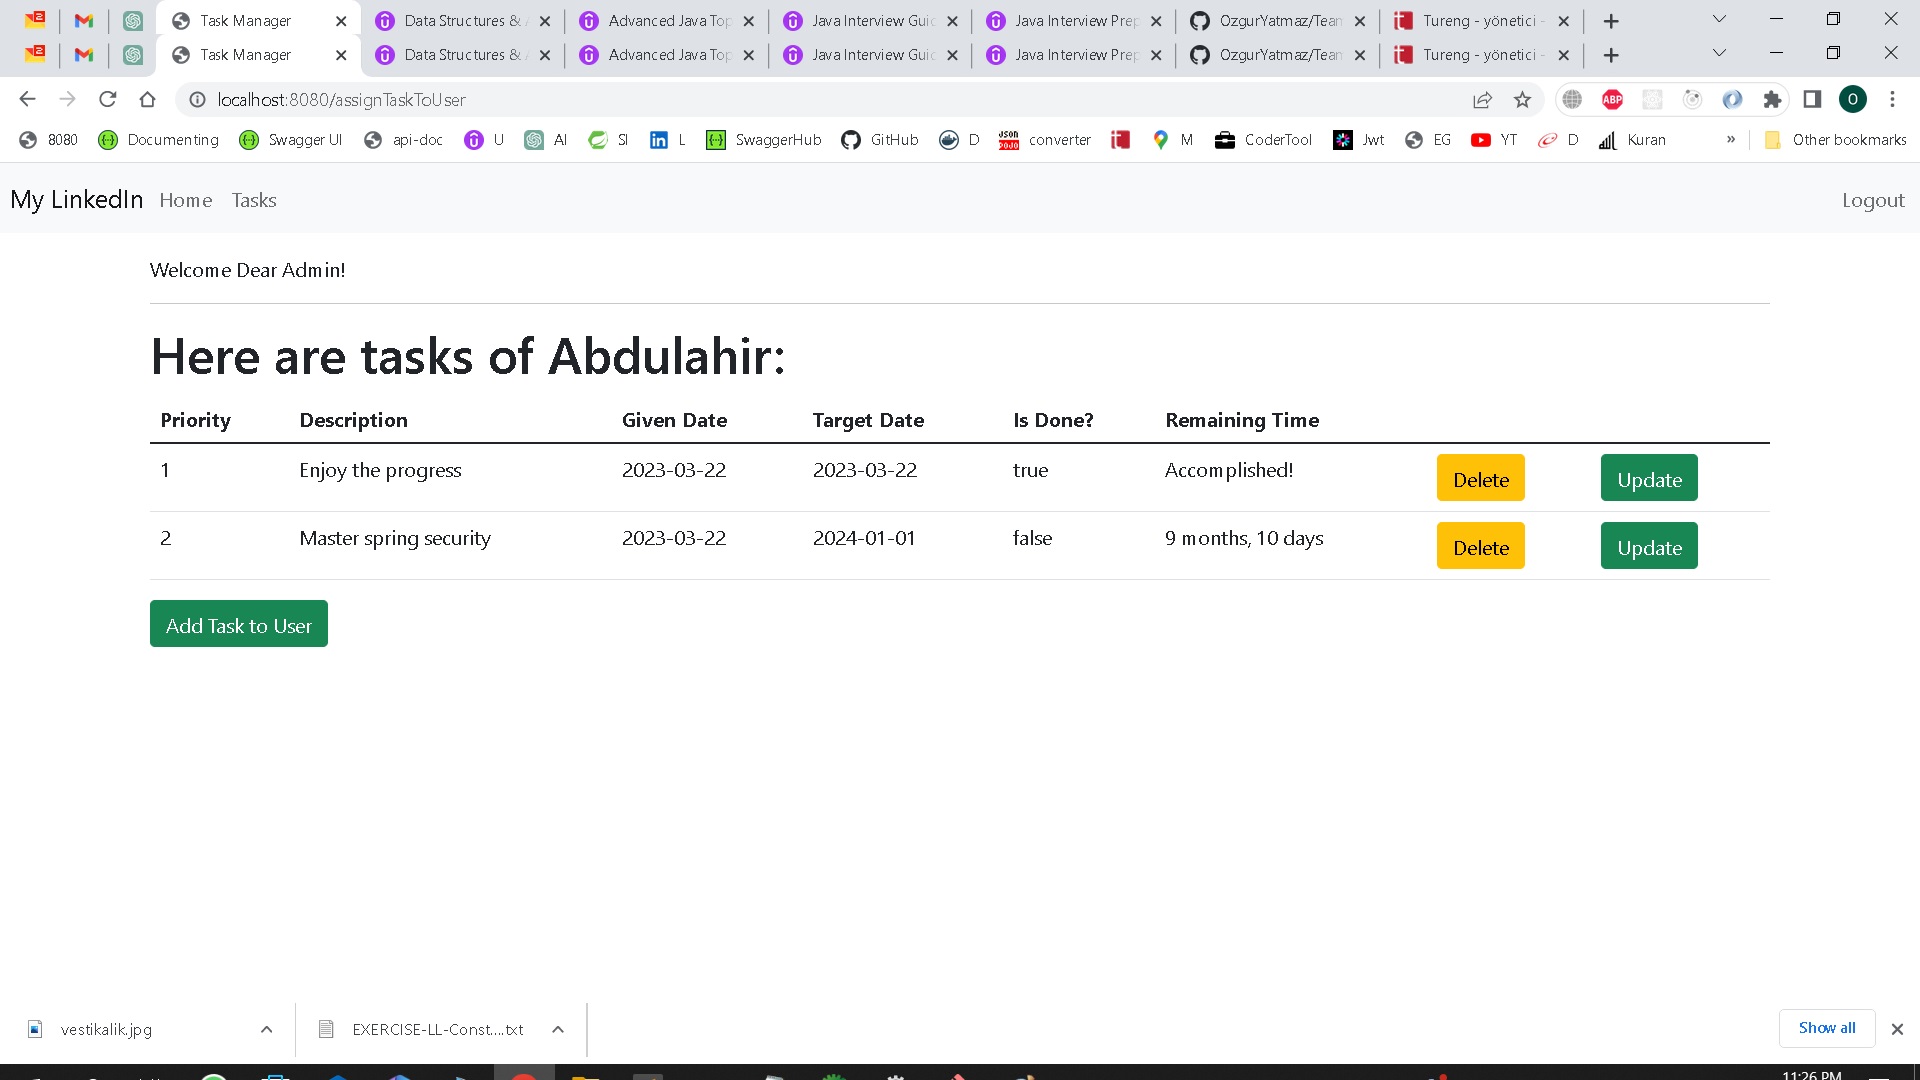 Task Manager Data Structures & A Advanced Java Top Java Interview Guid Java Interview Prep OzgurYatmaz/Team Tureng - yönetici -
Task Manager Data Structures & A Advanced Java Top Java Interview Guid Java Interview Prep OzgurYatmaz/Team Tureng - yönetici -
localhost:8080/assignTaskToUser ABP O
8080 Documenting Swagger UI api-doc U AI SI L SwaggerHub GitHub D converter M CoderTool Jwt EG YT D Kuran » Other bookmarks
My LinkedIn Home Tasks Logout
Welcome Dear Admin!
Here are tasks of Abdulahir:
Priority Description Given Date Target Date Is Done? Remaining Time
1 Enjoy the progress 2023-03-22 2023-03-22 true Accomplished! Delete Update
2 Master spring security 2023-03-22 2024-01-01 false 9 months, 10 days Delete Update
Add Task to User
vestikalik.jpg EXERCISE-LL-Const....txt Show all
11:26 PM